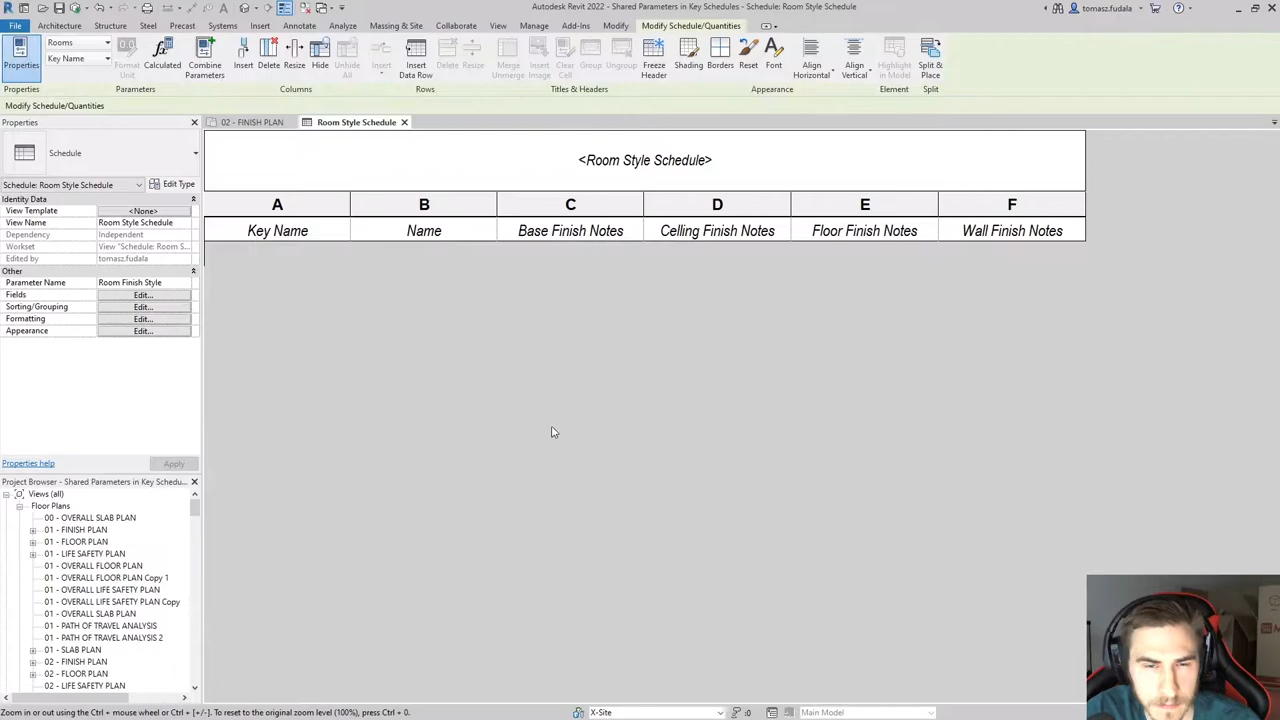 Autodesk Revit 2022 - Shared Parameters in Key Schedules - Schedule: Room Style Schedule
tomasz.fudala
File Architecture Structure Steel Precast Systems Insert Annotate Analyze Massing & Site Collaborate View Manage Add-Ins Modify Modify Schedule/Quantities
Rooms
Key Name
Properties
Format Unit
Calculated
Combine Parameters
Insert
Delete
Resize
Hide
Unhide All
Insert
Insert Data Row
Delete
Resize
Merge Unmerge
Insert Image
Clear Cell
Group
Ungroup
Freeze Header
Shading
Borders
Reset
Font
Align Horizontal
Align Vertical
Highlight in Model
Split & Place
Properties Parameters Columns Rows Titles & Headers Appearance Element Split
Modify Schedule/Quantities
Properties
02 - FINISH PLAN
Room Style Schedule
Schedule
Schedule: Room Style Schedule
Edit Type
Identity Data
View Template <None>
View Name Room Style Schedule
Dependency Independent
Workset View "Schedule: Room S...
Edited by tomasz.fudala
Other
Parameter Name Room Finish Style
Fields Edit...
Sorting/Grouping Edit...
Formatting Edit...
Appearance Edit...
Properties help
Apply
<Room Style Schedule>
A B C D E F
Key Name Name Base Finish Notes Celling Finish Notes Floor Finish Notes Wall Finish Notes
Project Browser - Shared Parameters in Key Schedu...
Views (all)
Floor Plans
00 - OVERALL SLAB PLAN
01 - FINISH PLAN
01 - FLOOR PLAN
01 - LIFE SAFETY PLAN
01 - OVERALL FLOOR PLAN
01 - OVERALL FLOOR PLAN Copy 1
01 - OVERALL LIFE SAFETY PLAN
01 - OVERALL LIFE SAFETY PLAN Copy
01 - OVERALL SLAB PLAN
01 - PATH OF TRAVEL ANALYSIS
01 - PATH OF TRAVEL ANALYSIS 2
01 - SLAB PLAN
02 - FINISH PLAN
02 - FLOOR PLAN
02 - LIFE SAFETY PLAN
Zoom in or out using the Ctrl + mouse wheel or Ctrl + [+/-]. To reset to the original zoom level (100%), press Ctrl + 0.
X-Site
:0
Main Model